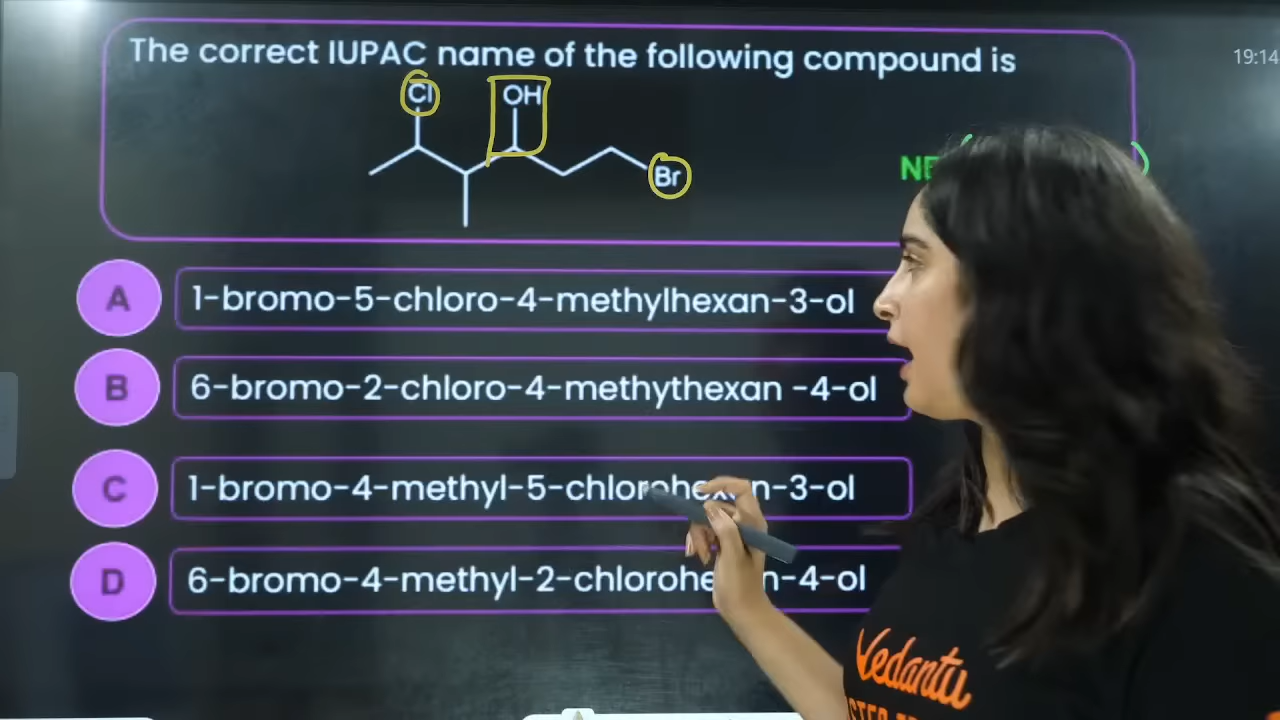 The correct IUPAC name of the following compound is
19:14
Cl
OH
Br
A
1-bromo-5-chloro-4-methylhexan-3-ol
B
6-bromo-2-chloro-4-methythexan -4-ol
C
1-bromo-4-methyl-5-chlorohexan-3-ol
D
6-bromo-4-methyl-2-chlorohexan-4-ol
Vedantu